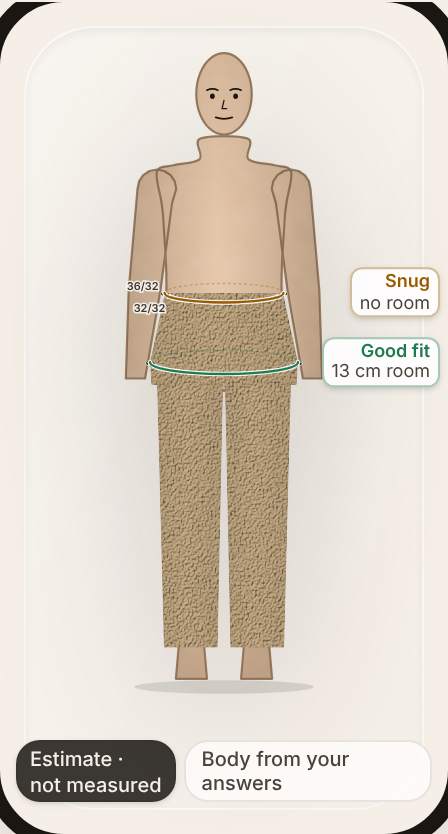 Snug
no room
36/32
32/32
Good fit
13 cm room
Estimate ·
not measured
Body from your
answers